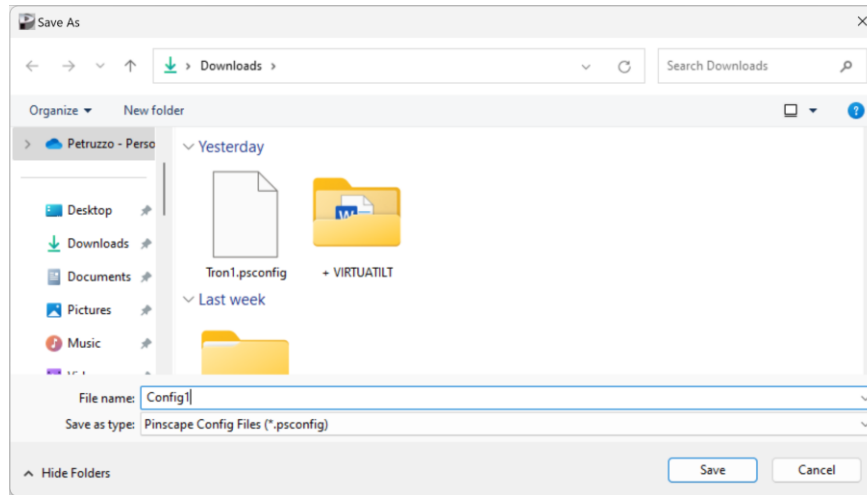 Save As
Downloads
Search Downloads
Organize
New folder
Petruzzo - Perso
Yesterday
Desktop
Downloads
Tron1.psconfig
+ VIRTUATILT
Documents
Last week
Pictures
Music
File name: Config1
Save as type: Pinscape Config Files (*.psconfig)
Hide Folders
Save
Cancel